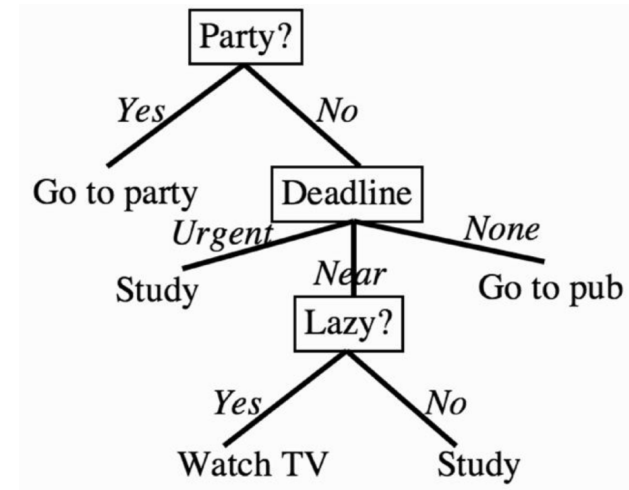 Party?
Yes
No
Go to party
Deadline
Urgent
None
Study
Near
Go to pub
Lazy?
Yes
No
Watch TV
Study